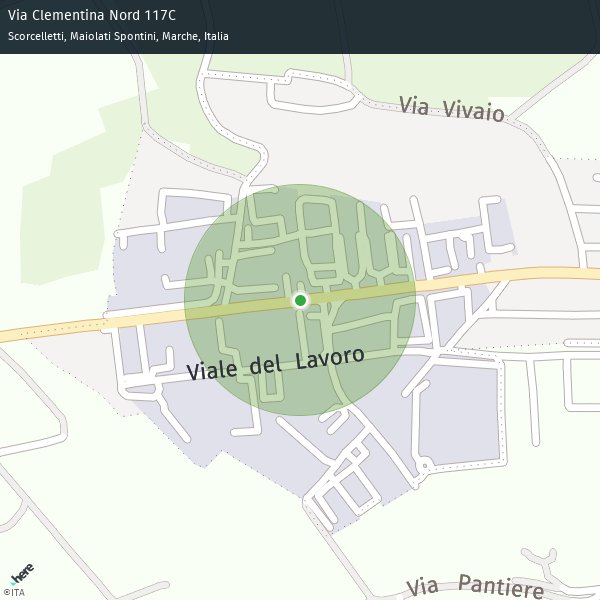 Via Clementina Nord 117C
Scorcelletti, Maiolati Spontini, Marche, Italia
Via Vivaio
Viale del Lavoro
Via Pantiere
here
©ITA